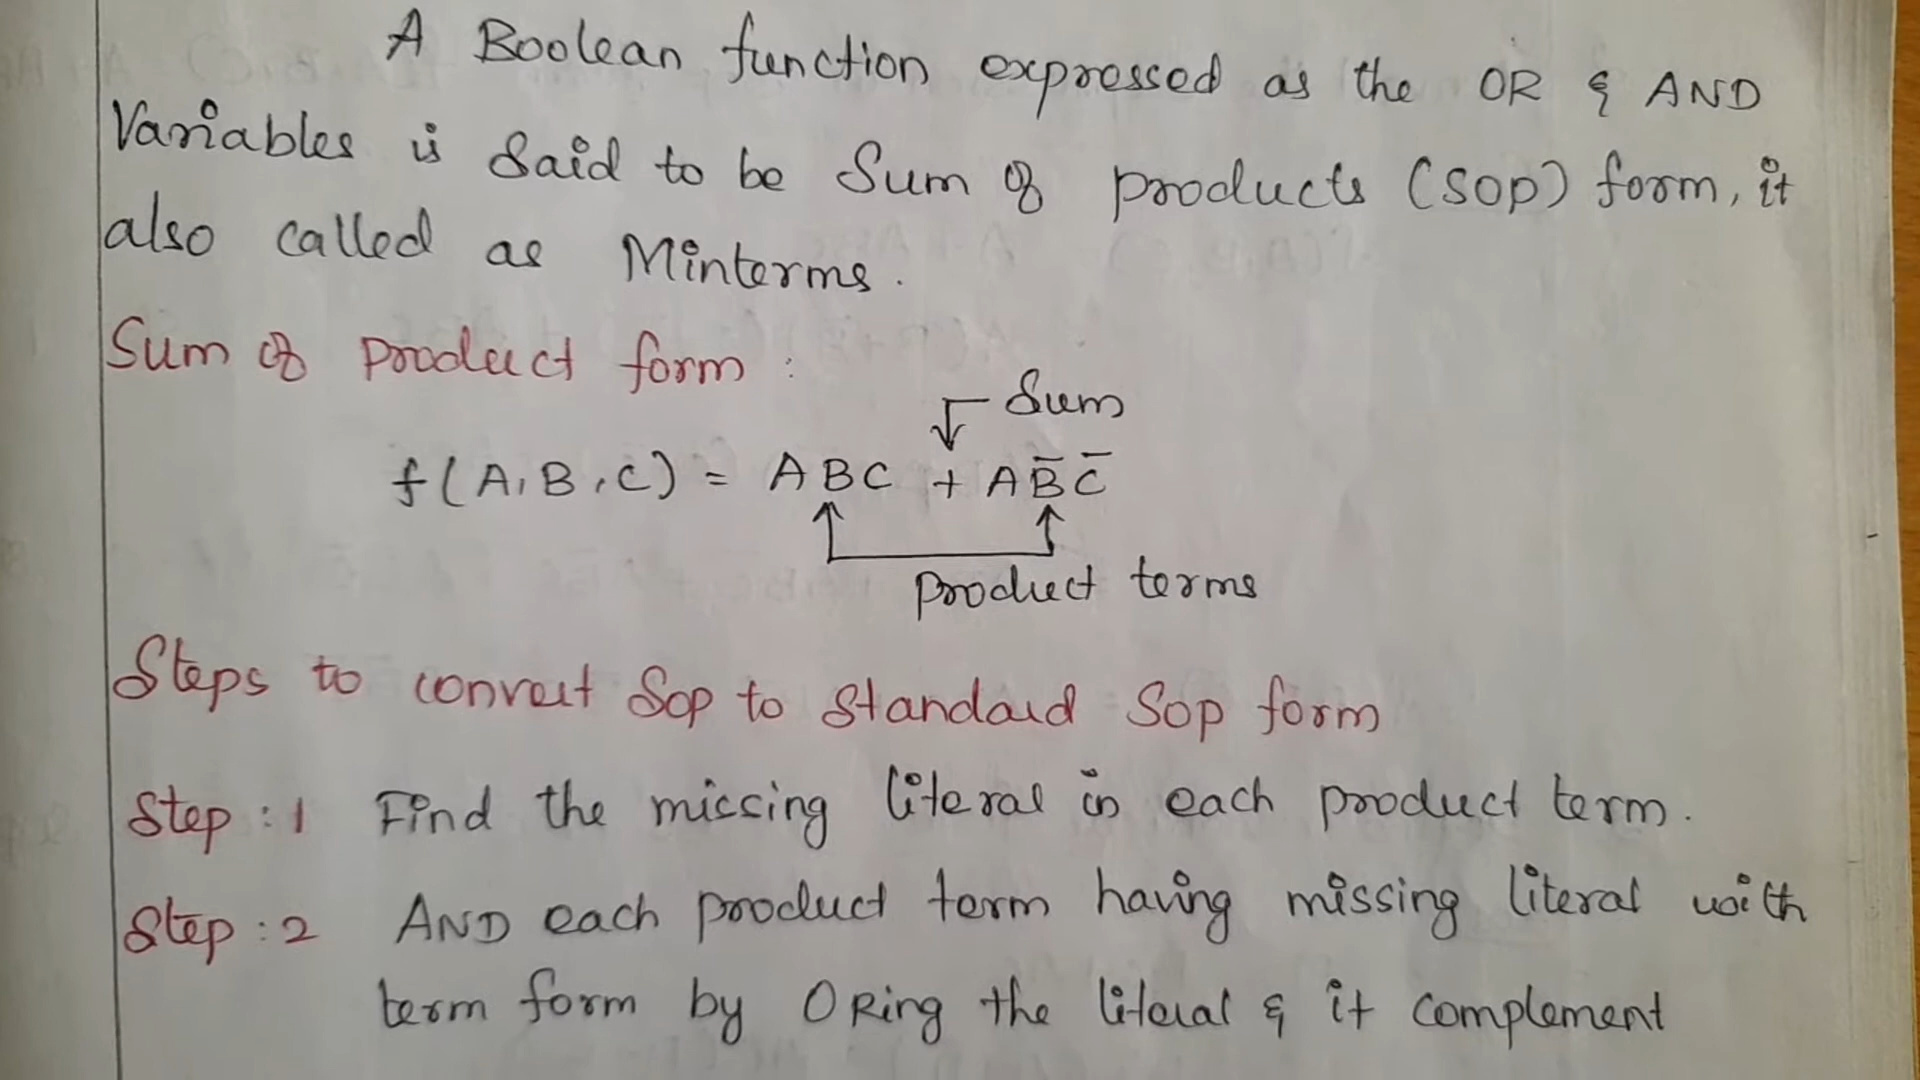 A Boolean function expressed as the OR & AND
Variables is said to be Sum of products (SOP) form, it
also called as Minterms.
Sum of product form :
Sum
f(A,B,C) = ABC + AB̅C̅
product terms
Steps to convert Sop to Standard Sop form
Step : 1 Find the missing literal in each product term.
Step : 2 AND each product term having missing literal with
term form by ORing the literal & it complement